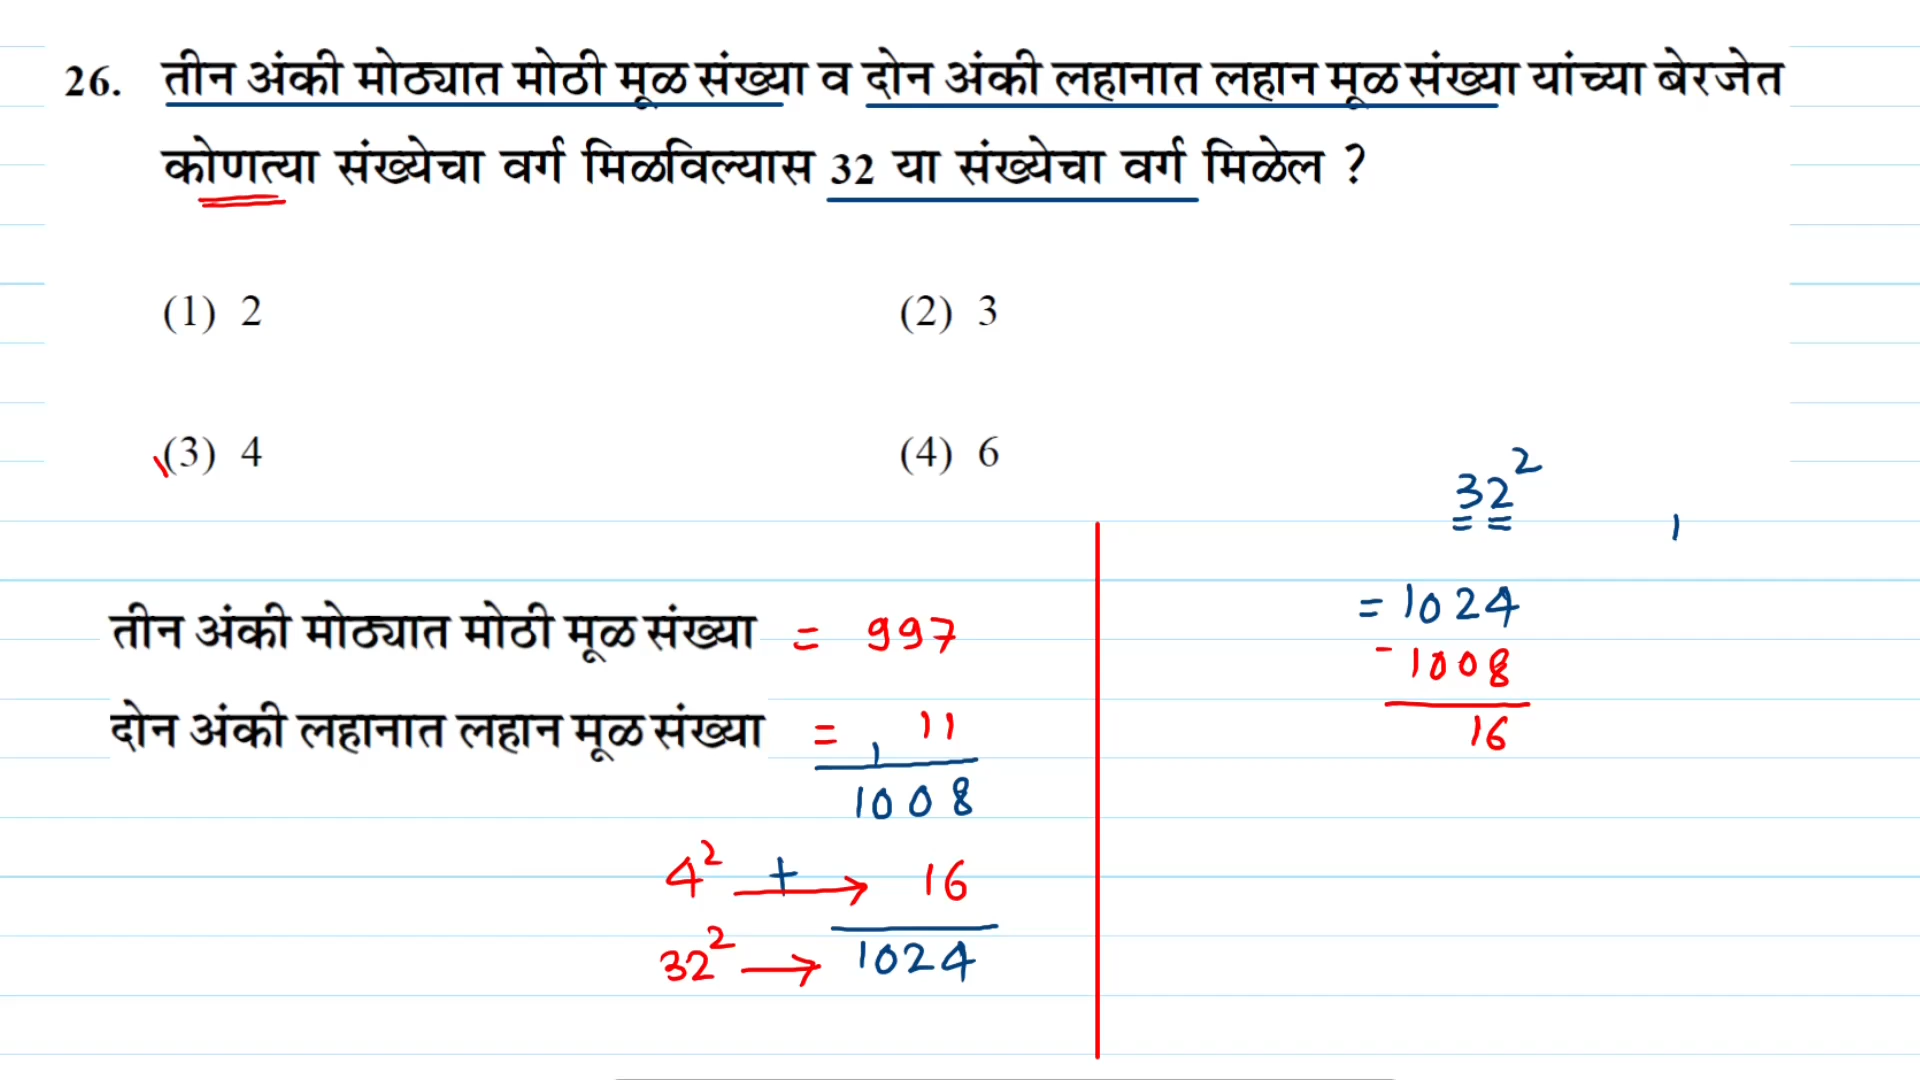 26. तीन अंकी मोठ्यात मोठी मूळ संख्या व दोन अंकी लहानात लहान मूळ संख्या यांच्या बेरजेत
कोणत्या संख्येचा वर्ग मिळविल्यास 32 या संख्येचा वर्ग मिळेल ?
(1) 2
(2) 3
(3) 4
(4) 6
तीन अंकी मोठ्यात मोठी मूळ संख्या = 997
दोन अंकी लहानात लहान मूळ संख्या = 11
1
1008
4² + → 16
32² → 1024
32²
= 1024
- 1008
16